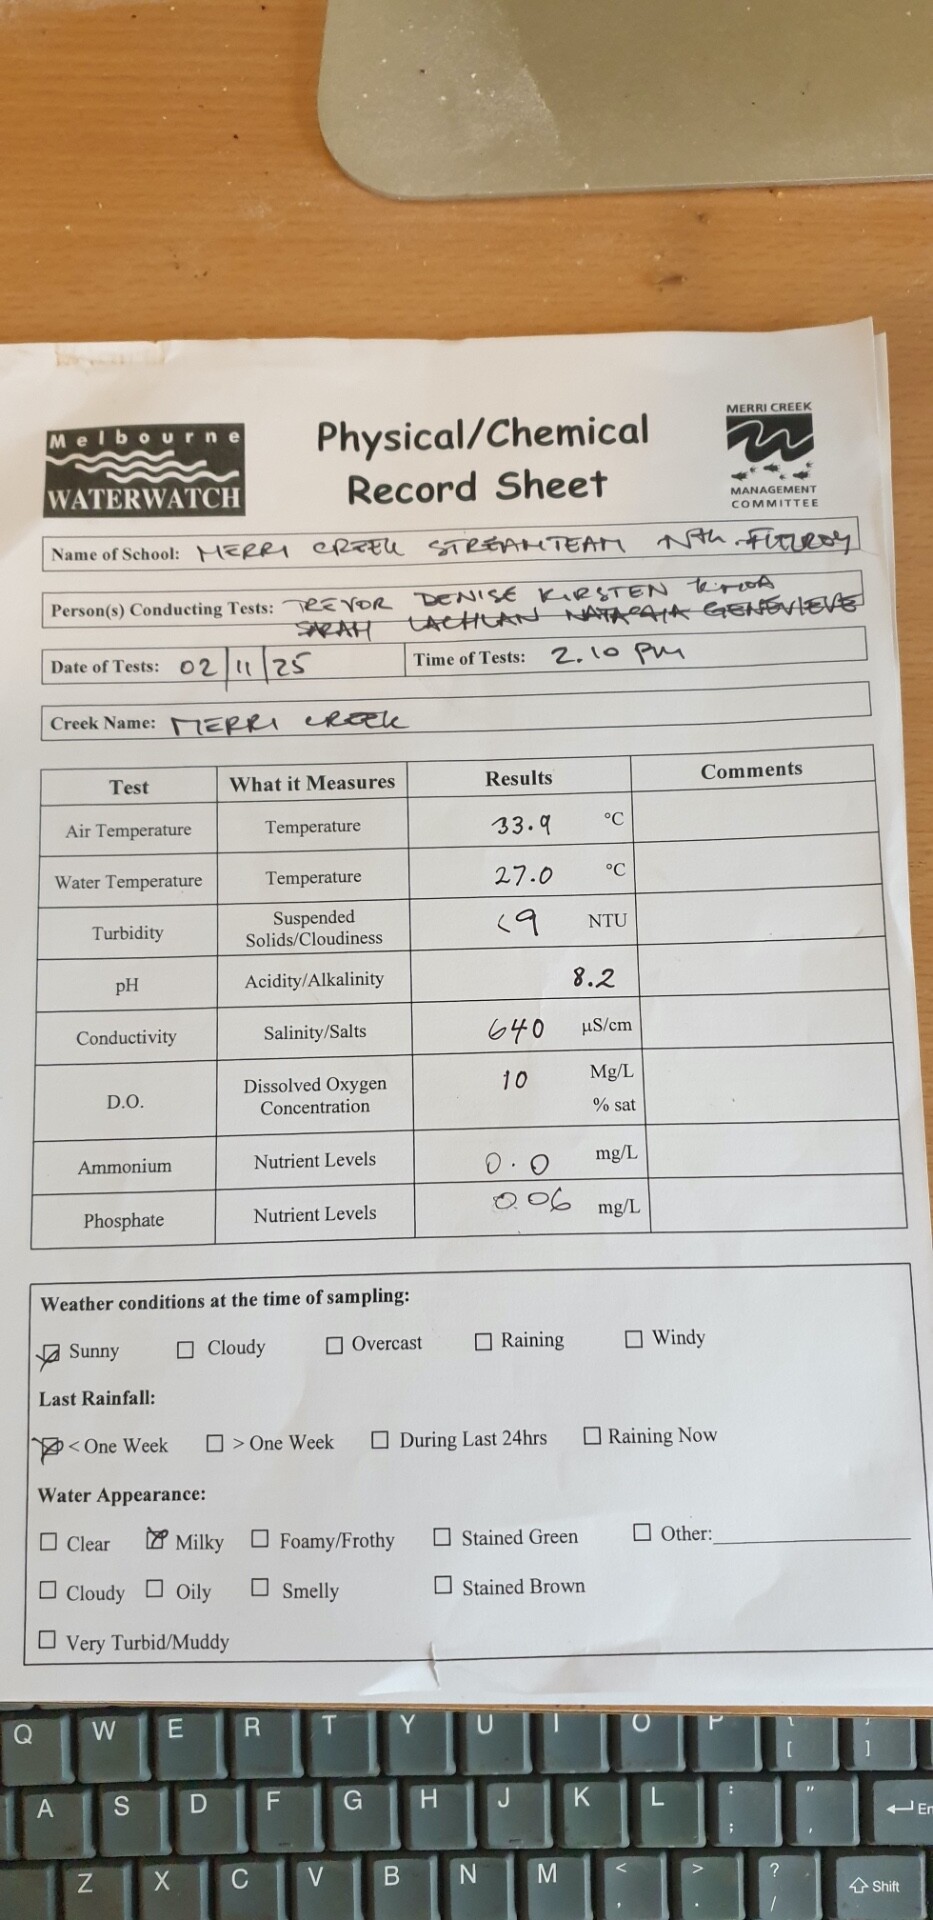 Melbourne
WATERWATCH
Physical/Chemical
Record Sheet
MERRI CREEK
MANAGEMENT
COMMITTEE
Name of School: MERRI CREEK STREAMTEAM Nth. FITZROY
Person(s) Conducting Tests: TREVOR DENISE KIRSTEN
SARAH LACHLAN NATASHA GENEVIEVE
Date of Tests: 02/11/25 Time of Tests: 2.10 PM
Creek Name: MERRI CREEK
Test What it Measures Results Comments
Air Temperature Temperature 33.9 °C
Water Temperature Temperature 27.0 °C
Turbidity Suspended Solids/Cloudiness <9 NTU
pH Acidity/Alkalinity 8.2
Conductivity Salinity/Salts 640 µS/cm
D.O. Dissolved Oxygen Concentration 10 Mg/L
% sat
Ammonium Nutrient Levels 0.0 mg/L
Phosphate Nutrient Levels 0.06 mg/L
Weather conditions at the time of sampling:
Sunny Cloudy Overcast Raining Windy
Last Rainfall:
< One Week > One Week During Last 24hrs Raining Now
Water Appearance:
Clear Milky Foamy/Frothy Stained Green Other:
Cloudy Oily Smelly Stained Brown
Very Turbid/Muddy
Q W E R T Y U I O P [ ]
A S D F G H J K L : ; " '
Z X C V B N M < , > . ? / Shift